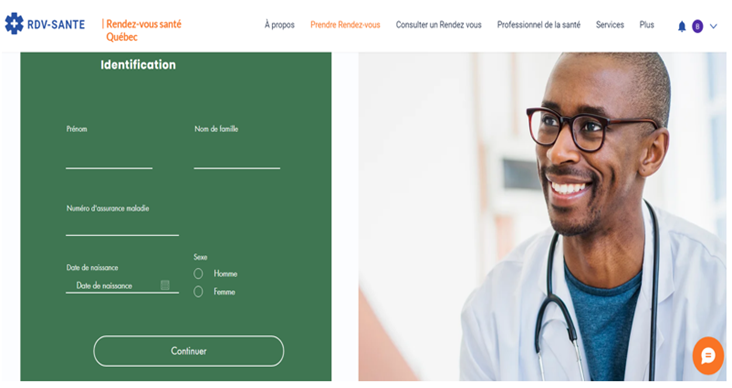 RDV-SANTE | Rendez-vous santé
Québec
À propos Prendre Rendez-vous Consulter un Rendez vous Professionnel de la santé Services Plus
B
Identification
Prénom Nom de famille
Numéro d'assurance maladie
Sexe
Date de naissance
Homme
Date de naissance
Femme
Continuer